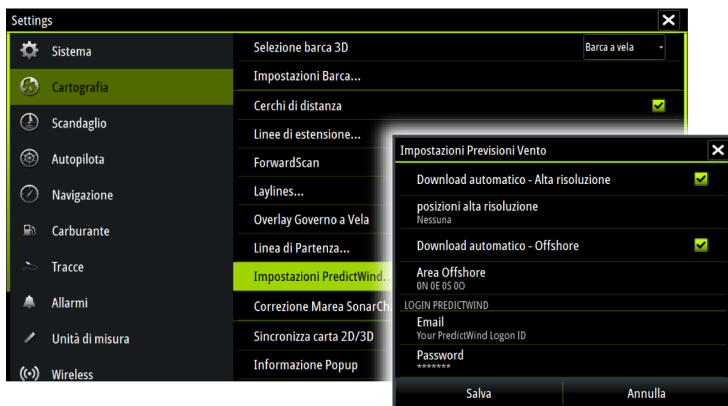 Settings
Sistema
Cartografia
Scandaglio
Autopilota
Navigazione
Carburante
Tracce
Allarmi
Unità di misura
Wireless
Selezione barca 3D
Barca a vela
Impostazioni Barca...
Cerchi di distanza
Linee di estensione...
ForwardScan
Laylines...
Overlay Governo a Vela
Linea di Partenza...
Impostazioni PredictWind...
Correzione Marea SonarCh
Sincronizza carta 2D/3D
Informazione Popup
Impostazioni Previsioni Vento
Download automatico - Alta risoluzione
posizioni alta risoluzione
Nessuna
Download automatico - Offshore
Area Offshore
0N 0E 0S 0O
LOGIN PREDICTWIND
Email
Your PredictWind Logon ID
Password
*******
Salva
Annulla